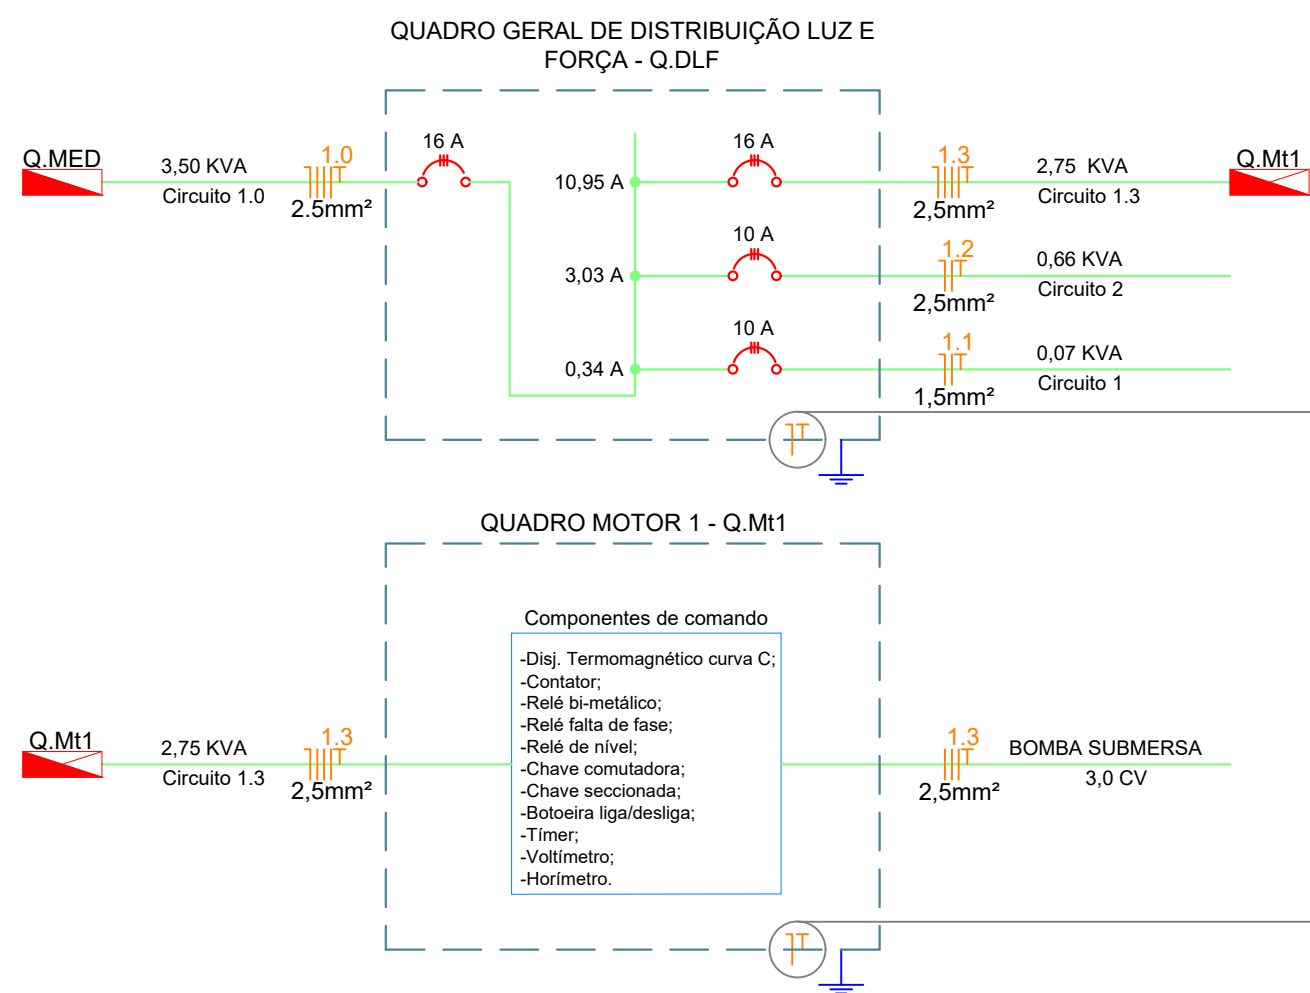 QUADRO GERAL DE DISTRIBUIÇÃO LUZ E
FORÇA - Q.DLF
Q.MED
3,50 KVA
Circuito 1.0
1.0
2.5mm²
16 A
10,95 A
16 A
1.3
2,5mm²
2,75 KVA
Circuito 1.3
Q.Mt1
3,03 A
10 A
1.2
2,5mm²
0,66 KVA
Circuito 2
0,34 A
10 A
1.1
1,5mm²
0,07 KVA
Circuito 1
QUADRO MOTOR 1 - Q.Mt1
Q.Mt1
2,75 KVA
Circuito 1.3
1.3
2,5mm²
Componentes de comando
-Disj. Termomagnético curva C;
-Contator;
-Relé bi-metálico;
-Relé falta de fase;
-Relé de nível;
-Chave comutadora;
-Chave seccionada;
-Botoeira liga/desliga;
-Tímer;
-Voltímetro;
-Horímetro.
1.3
2,5mm²
BOMBA SUBMERSA
3,0 CV